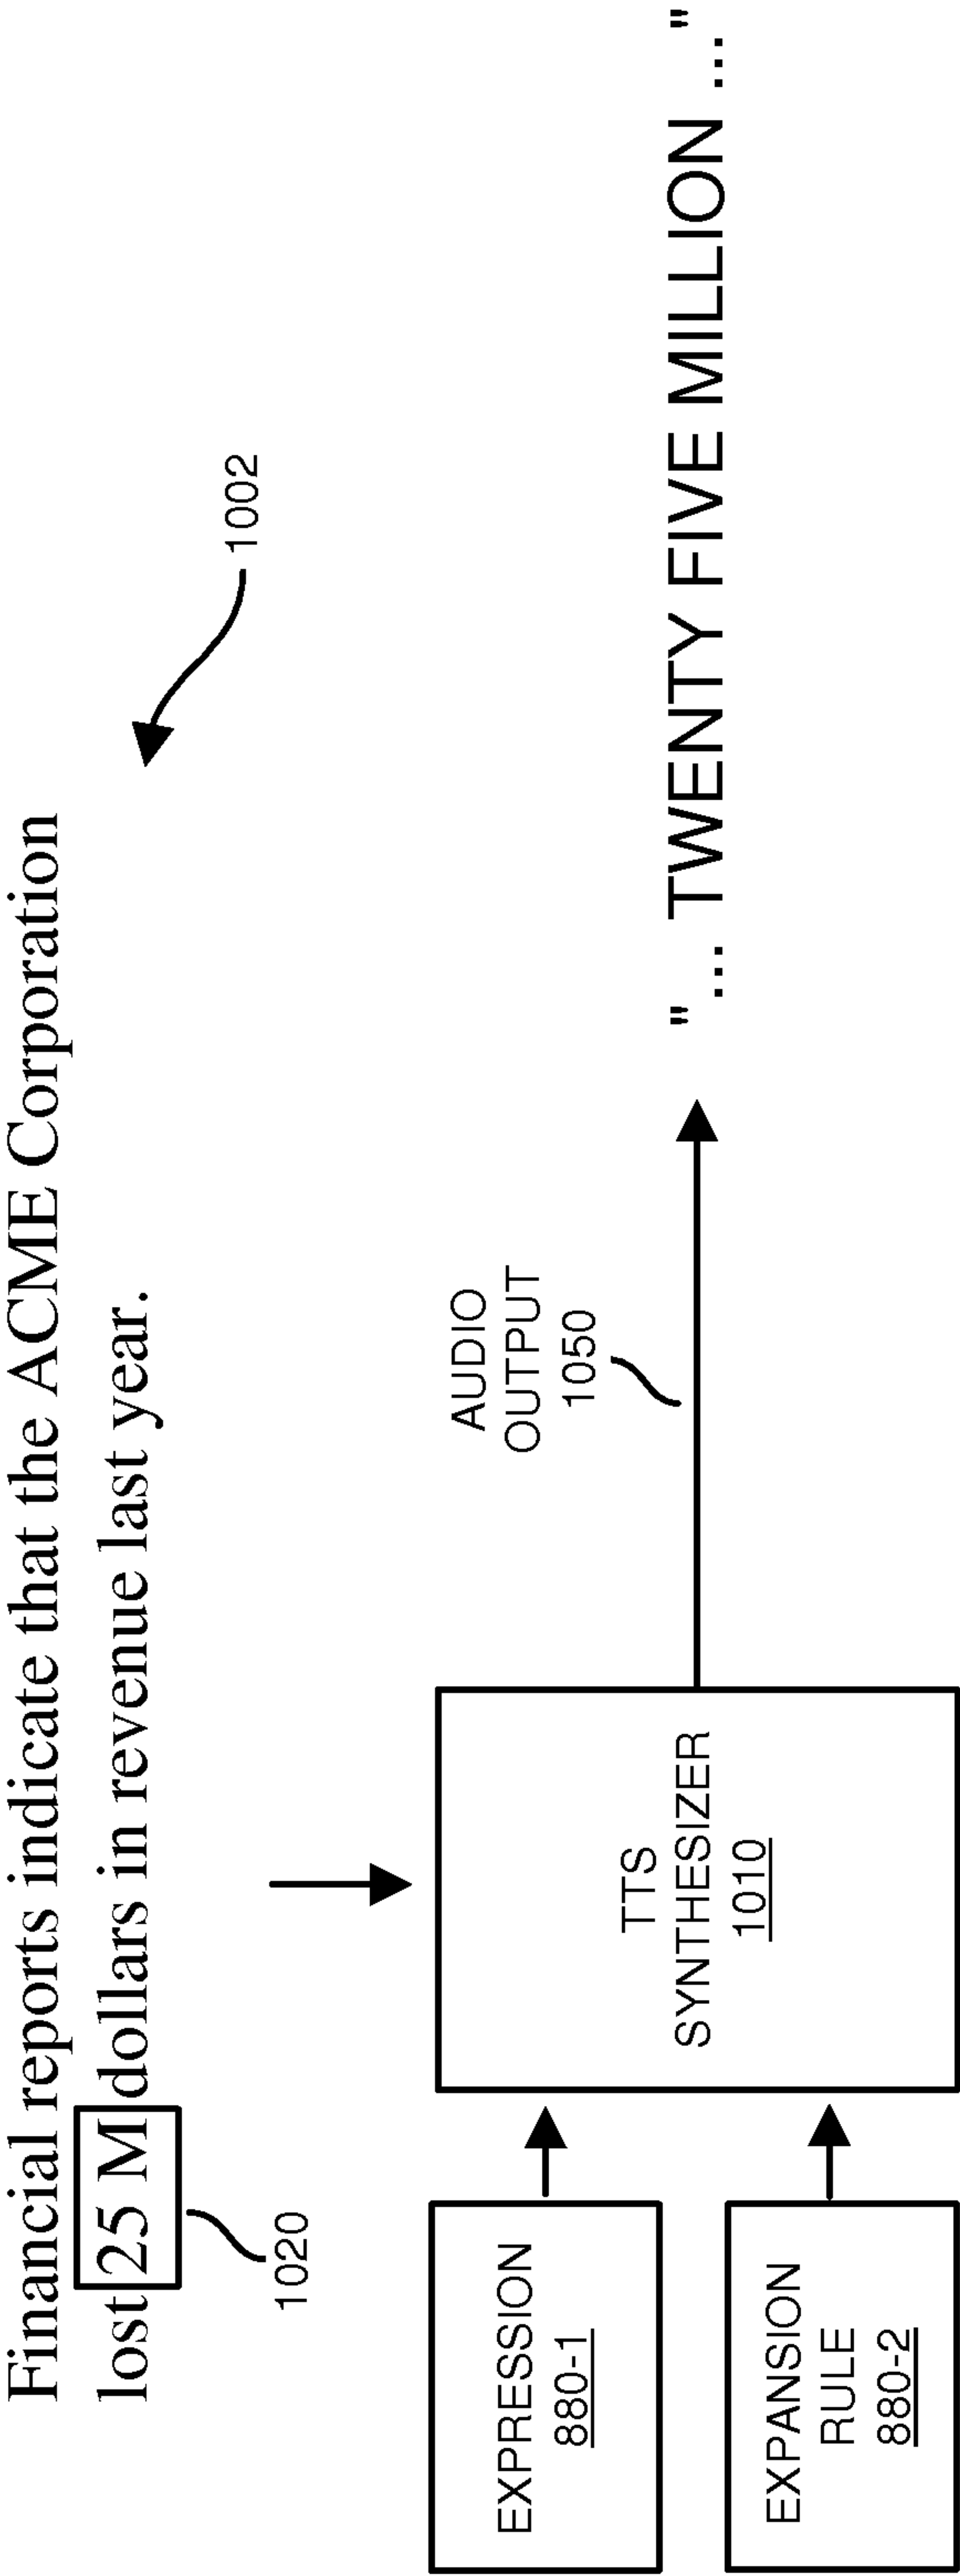 Financial reports indicate that the ACME Corporation
lost 25 M dollars in revenue last year.
1002
1020
EXPRESSION
880-1
EXPANSION
RULE
880-2
TTS
SYNTHESIZER
1010
AUDIO
OUTPUT
1050
" ... TWENTY FIVE MILLION ... "